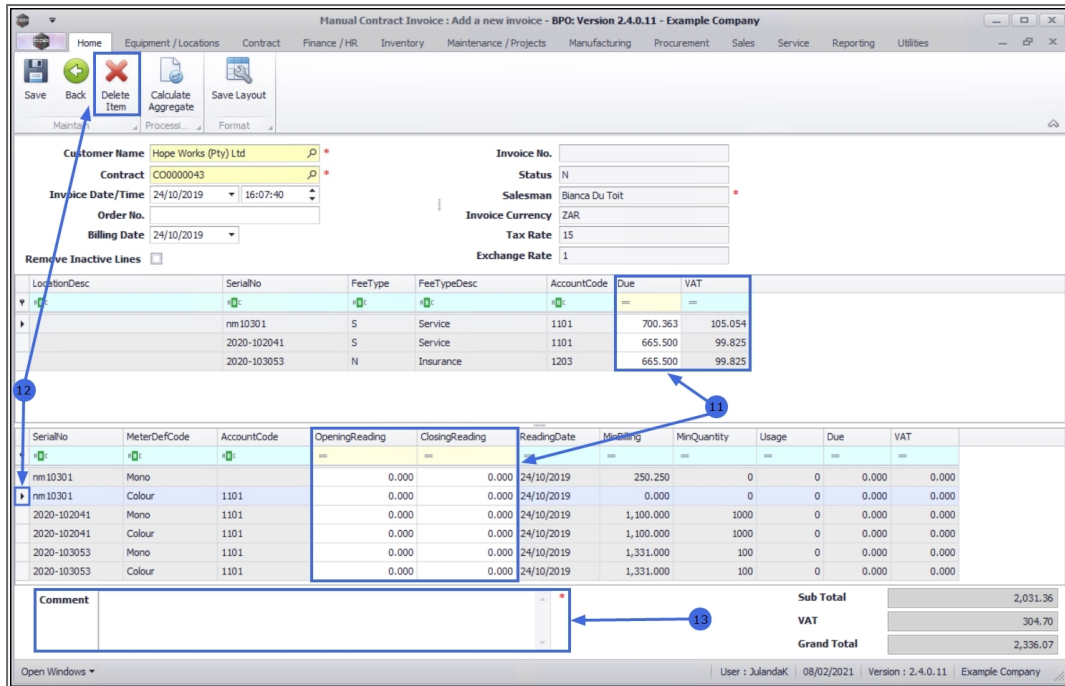 Manual Contract Invoice : Add a new invoice - BPO: Version 2.4.0.11 - Example Company
Home Equipment / Locations Contract Finance / HR Inventory Maintenance / Projects Manufacturing Procurement Sales Service Reporting Utilities
Save Back Delete Item Calculate Aggregate Save Layout
Maintain Processi... Format
Customer Name Hope Works (Pty) Ltd * Invoice No.
Contract CO0000043 * Status N
Invoice Date/Time 24/10/2019 16:07:40 Salesman Bianca Du Toit *
Order No. Invoice Currency ZAR
Billing Date 24/10/2019 Tax Rate 15
Remove Inactive Lines Exchange Rate 1
LocationDesc SerialNo FeeType FeeTypeDesc AccountCode Due VAT
nm10301 S Service 1101 700.363 105.054
2020-102041 S Service 1101 665.500 99.825
2020-103053 N Insurance 1203 665.500 99.825
12
11
SerialNo MeterDefCode AccountCode OpeningReading ClosingReading ReadingDate MinBilling MinQuantity Usage Due VAT
nm10301 Mono 0.000 0.000 24/10/2019 250.250 0 0 0.000 0.000
nm10301 Colour 1101 0.000 0.000 24/10/2019 0.000 0 0 0.000 0.000
2020-102041 Mono 1101 0.000 0.000 24/10/2019 1,100.000 1000 0 0.000 0.000
2020-102041 Colour 1101 0.000 0.000 24/10/2019 1,100.000 1000 0 0.000 0.000
2020-103053 Mono 1101 0.000 0.000 24/10/2019 1,331.000 100 0 0.000 0.000
2020-103053 Colour 1101 0.000 0.000 24/10/2019 1,331.000 100 0 0.000 0.000
Comment * Sub Total 2,031.36
13 VAT 304.70
Grand Total 2,336.07
Open Windows User : JulandaK 08/02/2021 Version : 2.4.0.11 Example Company